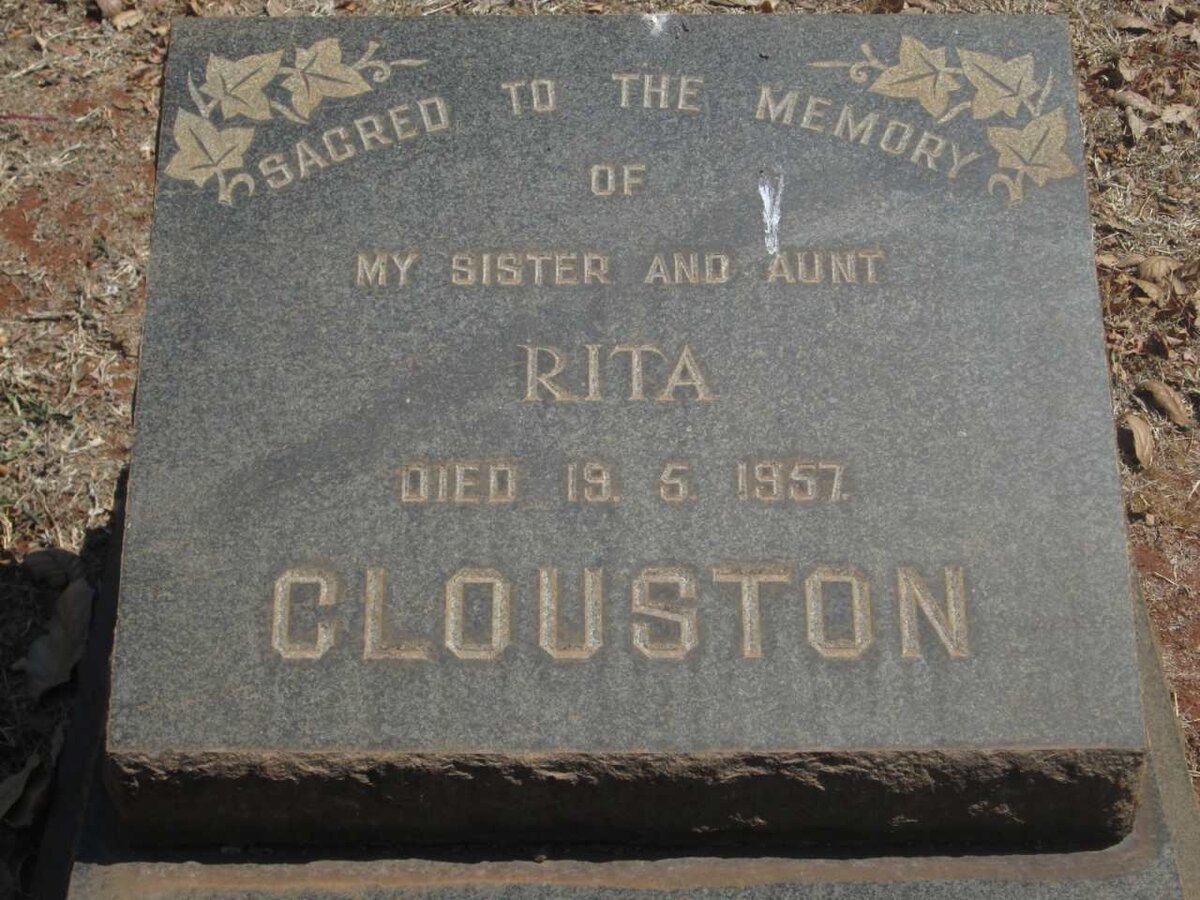 SACRED TO THE MEMORY
OF
MY SISTER AND AUNT
RITA
DIED 19. 5. 1957.
CLOUSTON